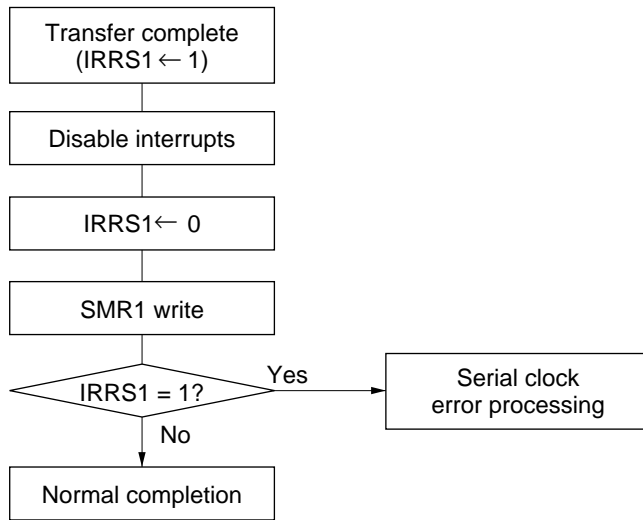 Transfer complete
(IRRS1 ← 1)
Disable interrupts
IRRS1 ← 0
SMR1 write
IRRS1 = 1?
Yes
Serial clock
error processing
No
Normal completion